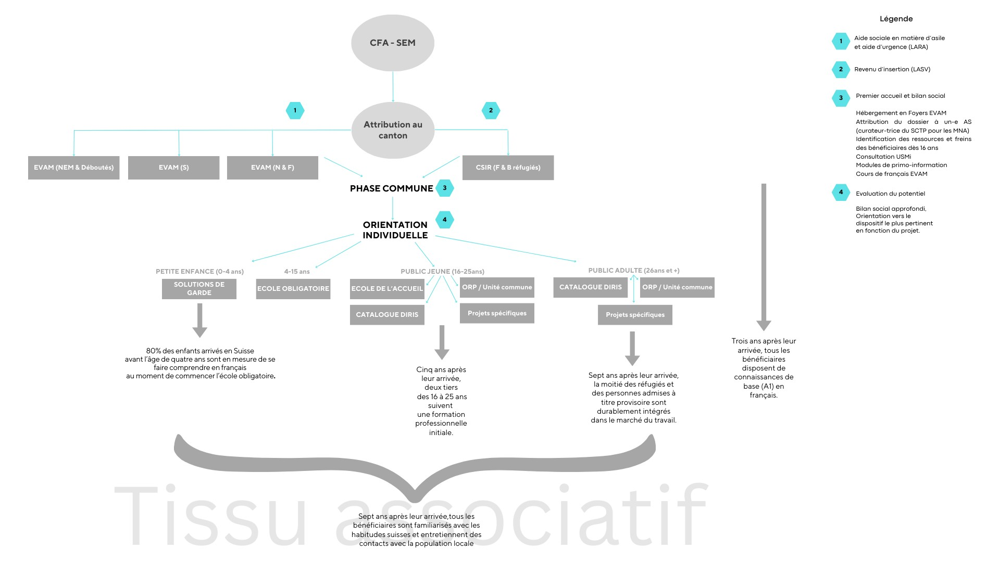 CFA - SEM
Attribution au
canton
1
2
EVAM (NEM & Déboutés)
EVAM (S)
EVAM (N & F)
CSIR (F & B réfugiés)
PHASE COMMUNE
3
ORIENTATION
INDIVIDUELLE
4
PETITE ENFANCE (0-4 ans)
SOLUTIONS DE
GARDE
4-15 ans
ECOLE OBLIGATOIRE
PUBLIC JEUNE (16-25ans)
ECOLE DE L'ACCUEIL
ORP / Unité commune
CATALOGUE DIRIS
Projets spécifiques
PUBLIC ADULTE (26ans et +)
CATALOGUE DIRIS
ORP / Unité commune
Projets spécifiques
80% des enfants arrivés en Suisse
avant l'âge de quatre ans sont en mesure de se
faire comprendre en français
au moment de commencer l'école obligatoire.
Cinq ans après
leur arrivée,
deux tiers
des 16 à 25 ans
suivent
une formation
professionnelle
initiale.
Sept ans après leur arrivée,
la moitié des réfugiés et
des personnes admises à
titre provisoire sont
durablement intégrés
dans le marché du travail.
Trois ans après leur
arrivée, tous les
bénéficiaires
disposent de
connaissances de
base (A1) en
français.
Tissu associatif
Sept ans après leur arrivée,tous les
bénéficiaires sont familiarisés avec les
habitudes suisses et entretiennent des
contacts avec la population locale
Légende
1
Aide sociale en matière d'asile
et aide d'urgence (LARA)
2
Revenu d'insertion (LASV)
3
Premier accueil et bilan social
Hébergement en Foyers EVAM
Attribution du dossier à un-e AS
(curateur-trice du SCTP pour les MNA)
Identification des ressources et freins
des bénéficiaires dès 16 ans
Consultation USMi
Modules de primo-information
Cours de français EVAM
4
Evaluation du potentiel
Bilan social approfondi,
Orientation vers le
dispositif le plus pertinent
en fonction du projet.